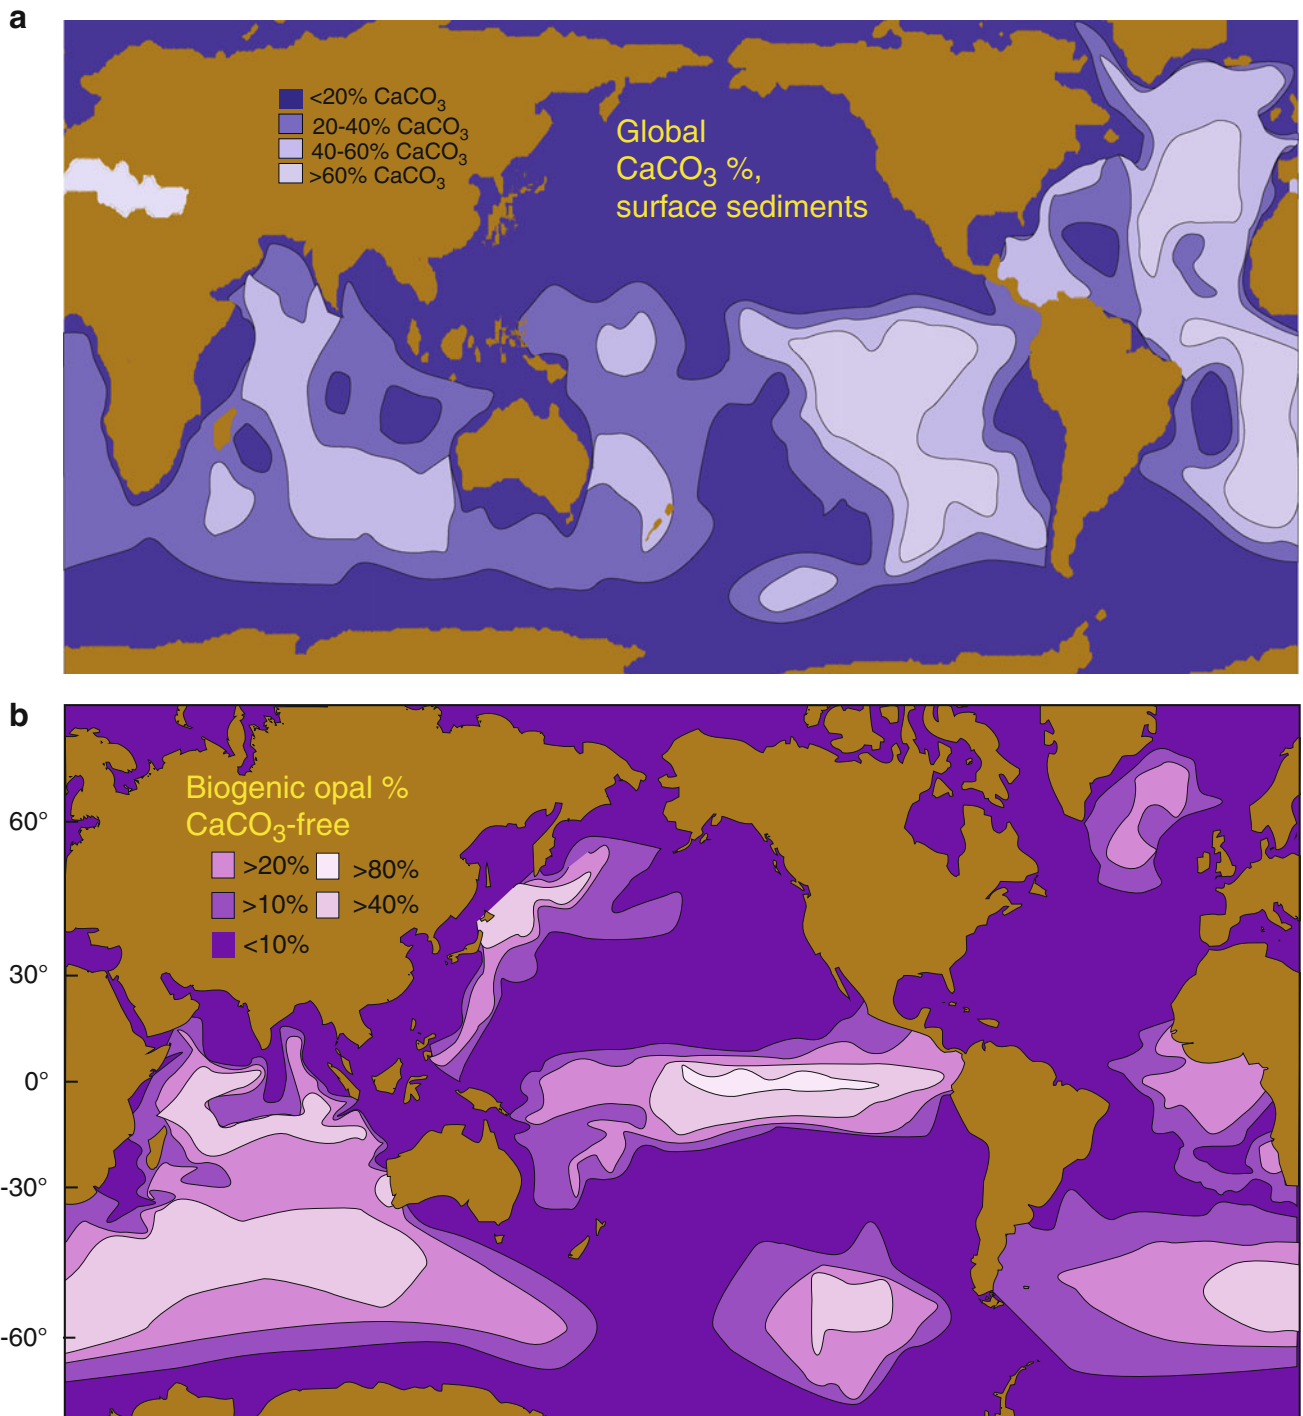 a
<20% CaCO3
20-40% CaCO3
40-60% CaCO3
>60% CaCO3
Global
CaCO3 %,
surface sediments
b
Biogenic opal %
CaCO3-free
>20% >80%
>10% >40%
<10%
60°
30°
0°
-30°
-60°